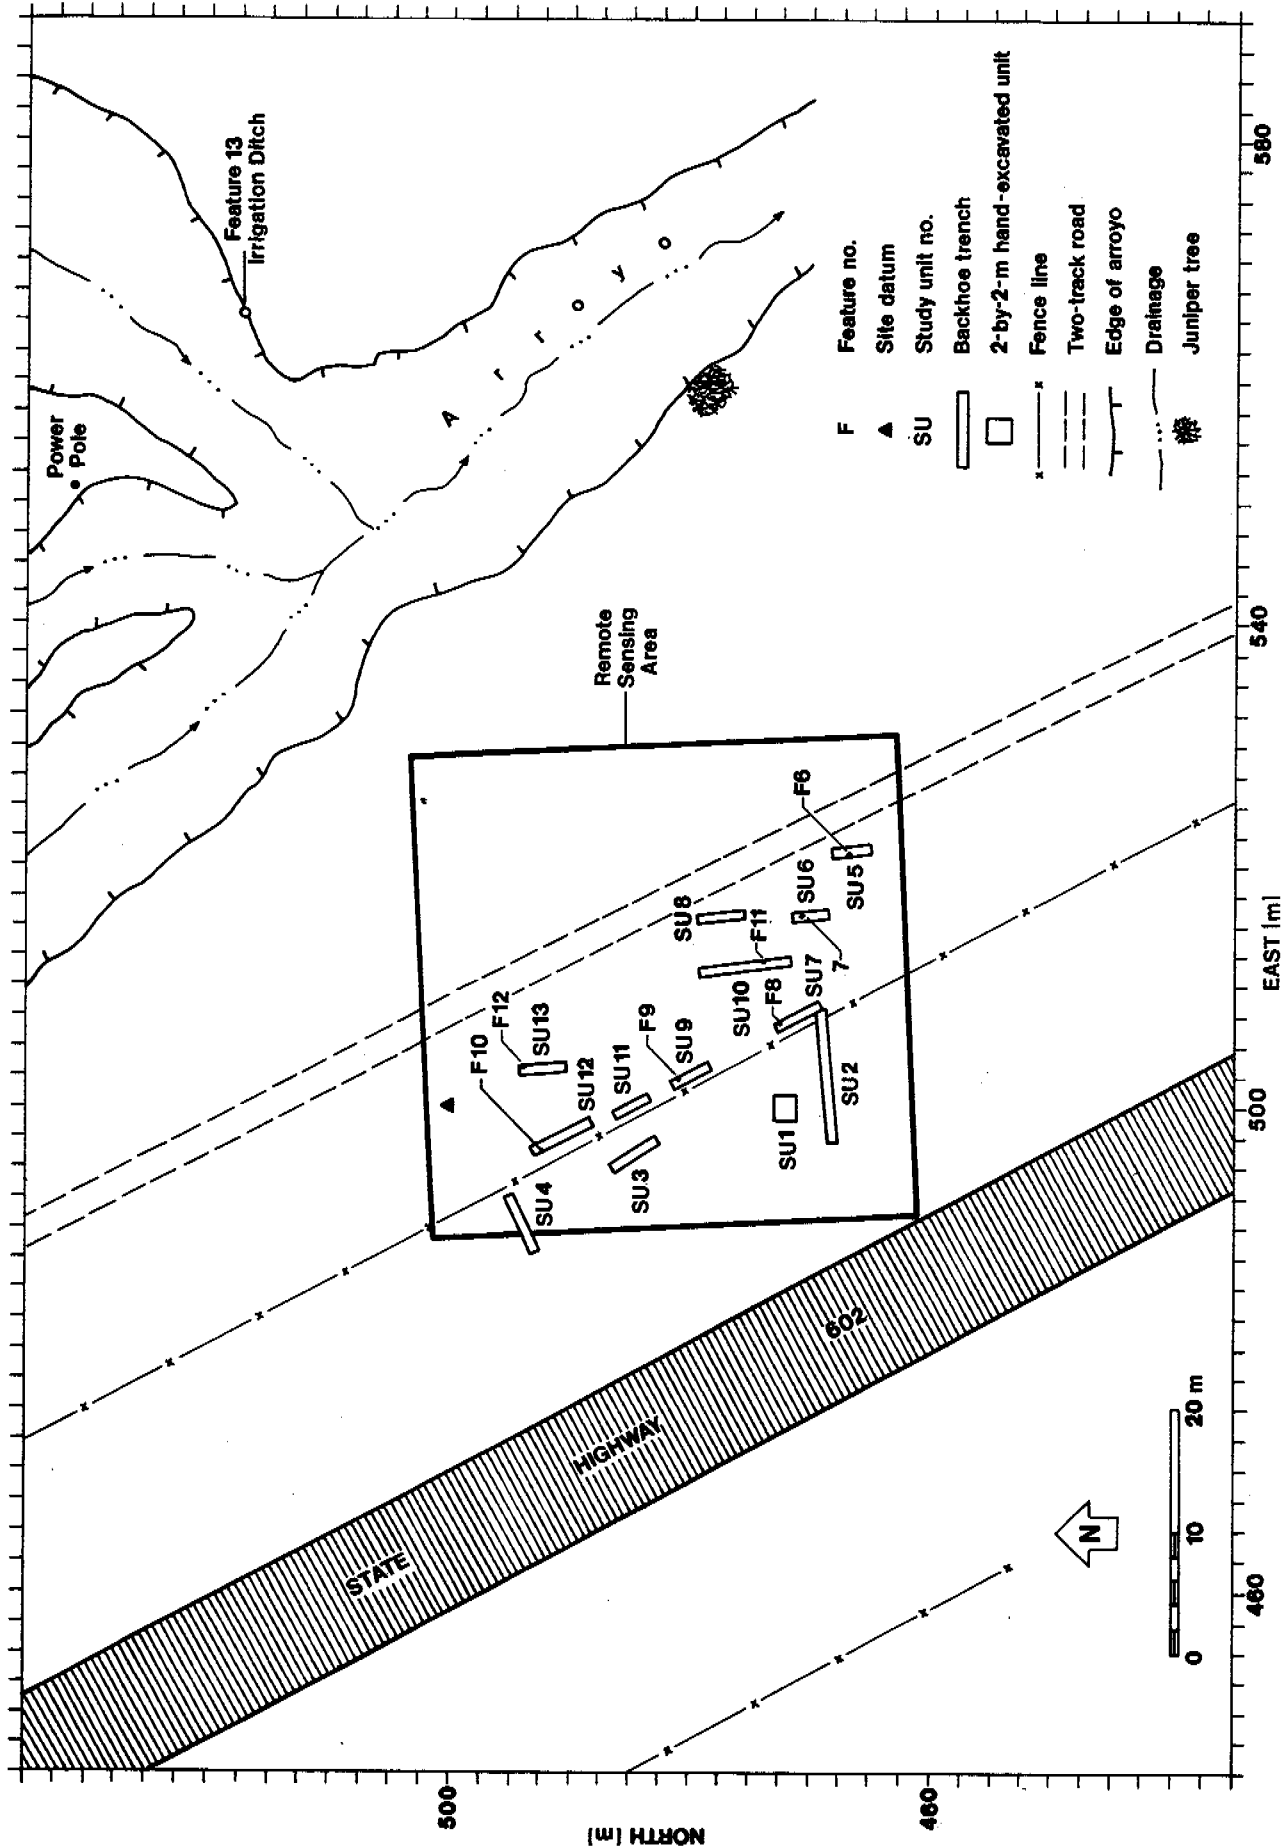 Power
Pole
Feature 13
Irrigation Ditch
A r r o y o
Remote
Sensing
Area
F10
F12
SU13
SU12
SU4
SU11
SU3
F9
SU9
SU8
F11
SU10
F8
SU7
7
SU6
F6
SU5
SU1
SU2
STATE HIGHWAY 602
F Feature no.
▲ Site datum
SU Study unit no.
Backhoe trench
2-by-2-m hand-excavated unit
Fence line
Two-track road
Edge of arroyo
Drainage
Juniper tree
N
0 10 20 m
500
460
NORTH (m)
460
500
540
580
EAST (m)